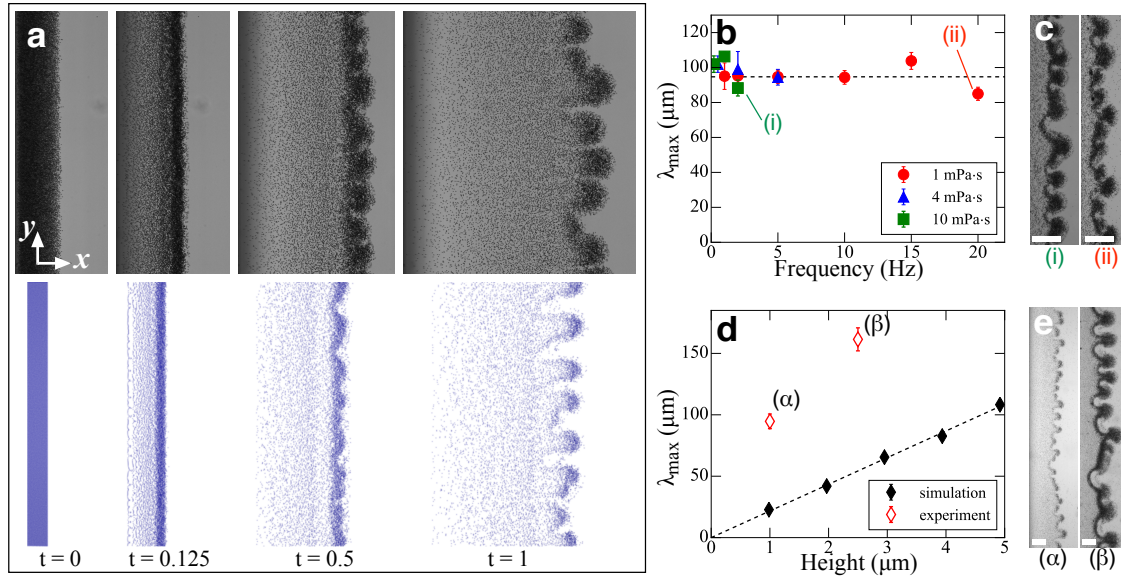 a
y
x
t = 0
t = 0.125
t = 0.5
t = 1
b
λmax (μm)
120
100
80
60
40
20
0
0
5
10
15
20
Frequency (Hz)
(i)
(ii)
1 mPa·s
4 mPa·s
10 mPa·s
c
(i)
(ii)
d
λmax (μm)
150
100
50
0
0
1
2
3
4
5
Height (μm)
(α)
(β)
simulation
experiment
e
(α)
(β)